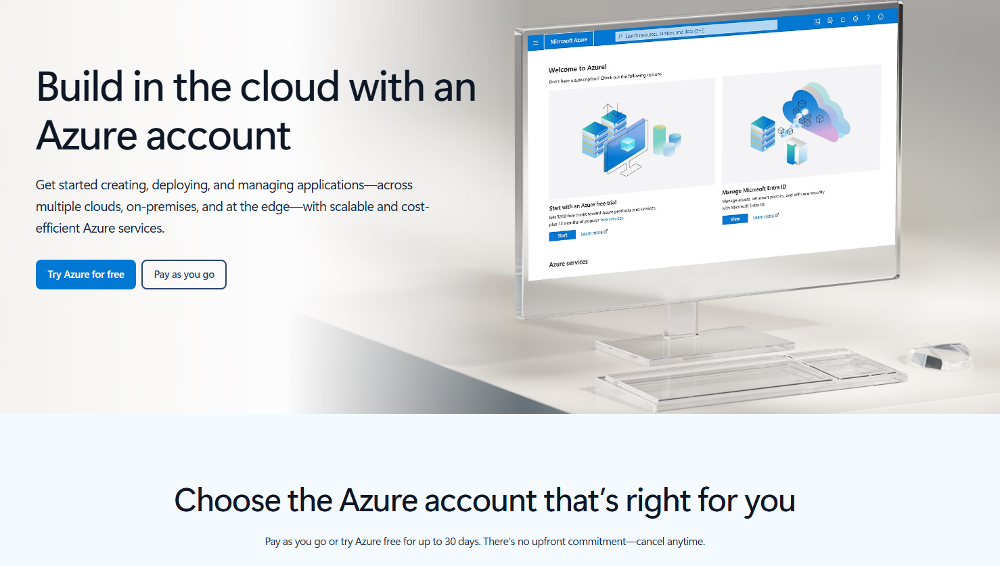 Build in the cloud with an
Azure account
Get started creating, deploying, and managing applications—across
multiple clouds, on-premises, and at the edge—with scalable and cost-
efficient Azure services.
Try Azure for free
Pay as you go
Microsoft Azure
Search resources, services, and docs (G+/)
Welcome to Azure!
Don't have a subscription? Check out the following options.
Start with an Azure free trial
Get $200 free credit toward Azure products and services,
plus 12 months of popular free services.
Start
Learn more
Manage Microsoft Entra ID
Manage access, set smart policies, and enhance security
with Microsoft Entra ID.
View
Learn more
Azure services
Choose the Azure account that’s right for you
Pay as you go or try Azure free for up to 30 days. There’s no upfront commitment—cancel anytime.